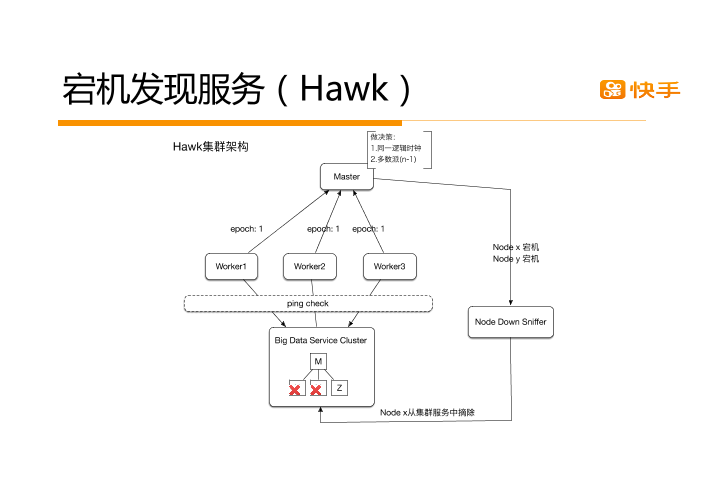 宕机发现服务（Hawk）
快手
Hawk集群架构
做决策：
1.同一逻辑时钟
2.多数派(n-1)
Master
epoch: 1
epoch: 1
epoch: 1
Node x 宕机
Node y 宕机
Worker1
Worker2
Worker3
ping check
Node Down Sniffer
Big Data Service Cluster
M
Z
Node x从集群服务中摘除